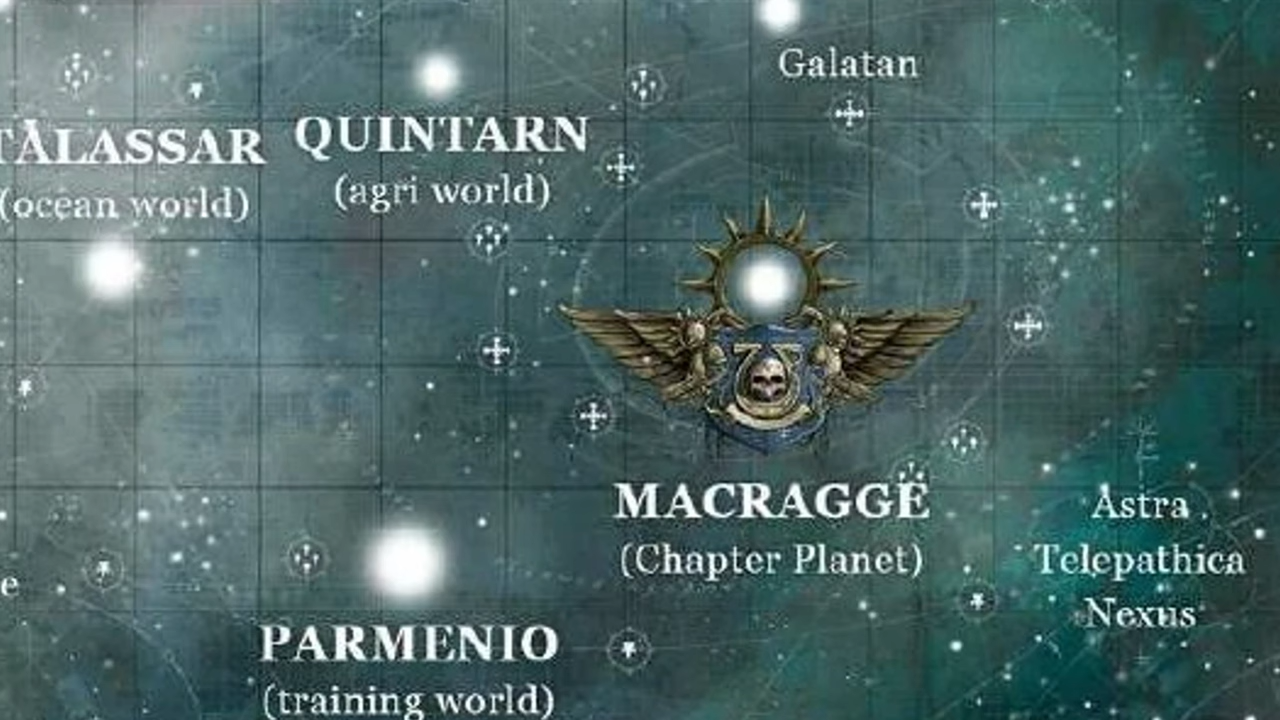 Galatan
TALASSAR
(ocean world)
QUINTARN
(agri world)
MACRAGGE
(Chapter Planet)
Astra
Telepathica
Nexus
e
PARMENIO
(training world)